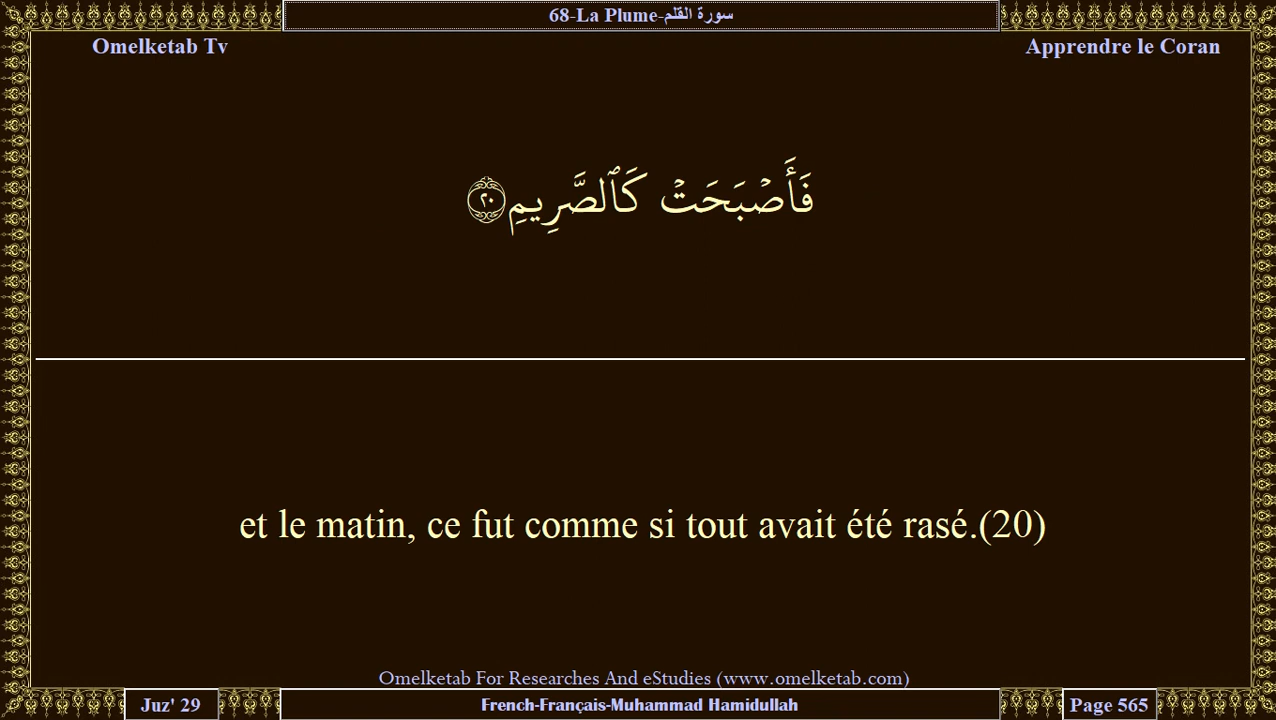 68-La Plume-سورة القلم
Omelketab Tv
Apprendre le Coran
فَأَصۡبَحَتۡ كَٱلصَّرِيمِ ٢٠
et le matin, ce fut comme si tout avait été rasé.(20)
Omelketab For Researches And eStudies (www.omelketab.com)
Juz' 29
French-Français-Muhammad Hamidullah
Page 565